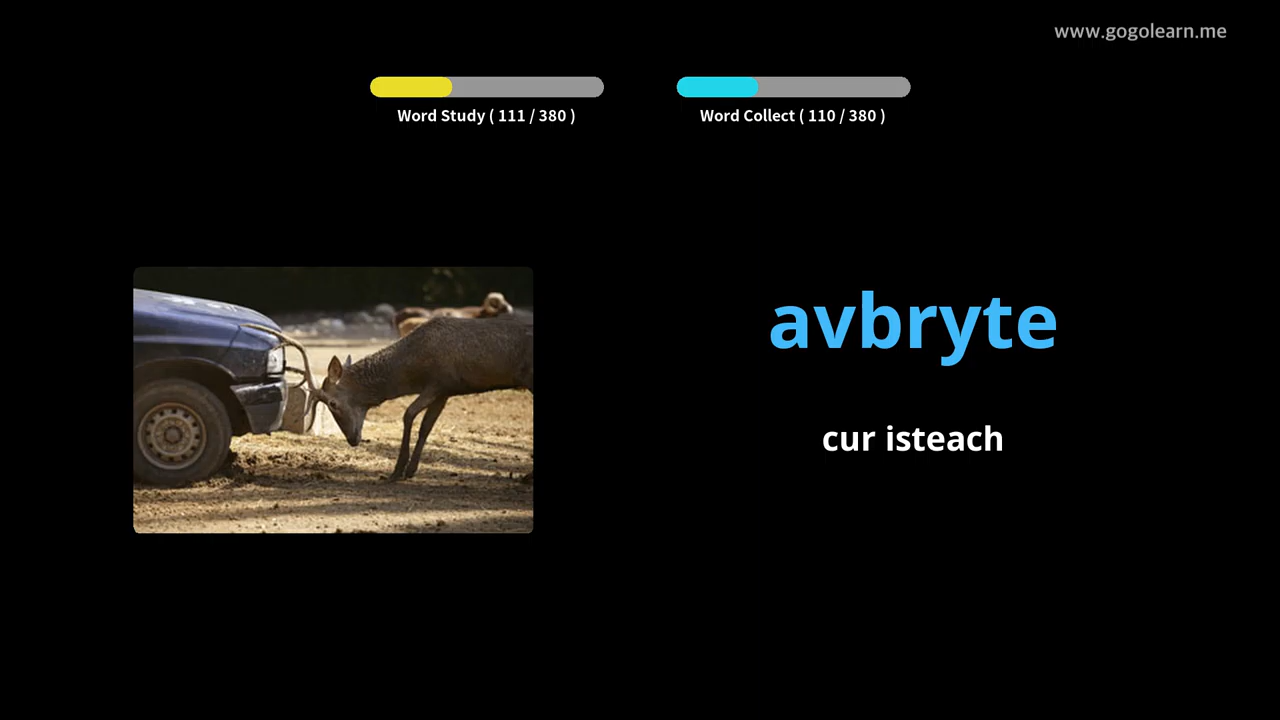 www.gogolearn.me
Word Study ( 111 / 380 )
Word Collect ( 110 / 380 )
avbryte
cur isteach